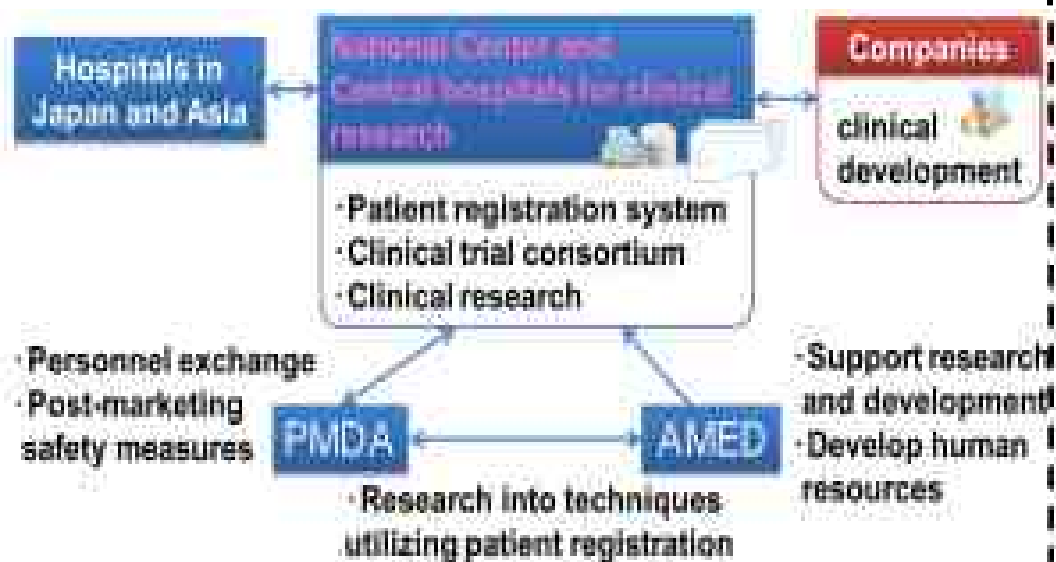 Hospitals in
Japan and Asia
National Center and
Central hospitals for clinical
research
Companies
clinical
development
·Patient registration system
·Clinical trial consortium
·Clinical research
·Personnel exchange
·Post-marketing
safety measures
PMDA
AMED
·Support research
and development
·Develop human
resources
·Research into techniques
utilizing patient registration